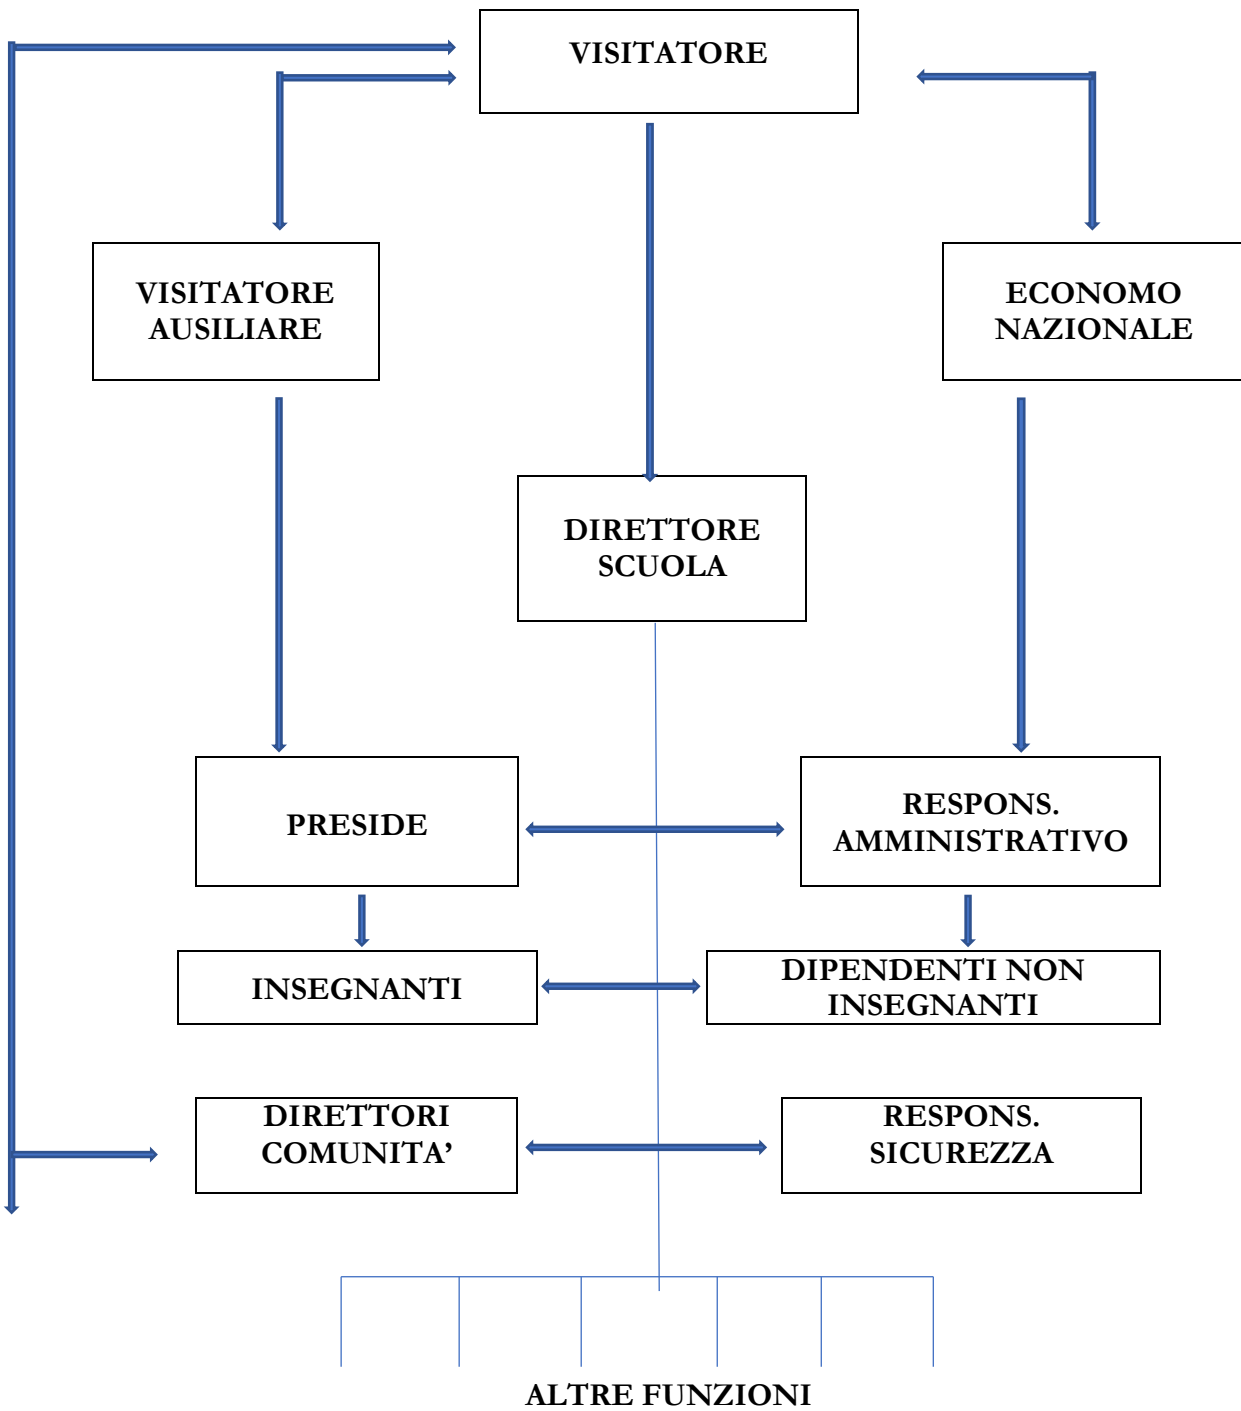 VISITATORE
VISITATORE
AUSILIARE
ECONOMO
NAZIONALE
DIRETTORE
SCUOLA
PRESIDE
RESPONS.
AMMINISTRATIVO
INSEGNANTI
DIPENDENTI NON
INSEGNANTI
DIRETTORI
COMUNITA’
RESPONS.
SICUREZZA
ALTRE FUNZIONI